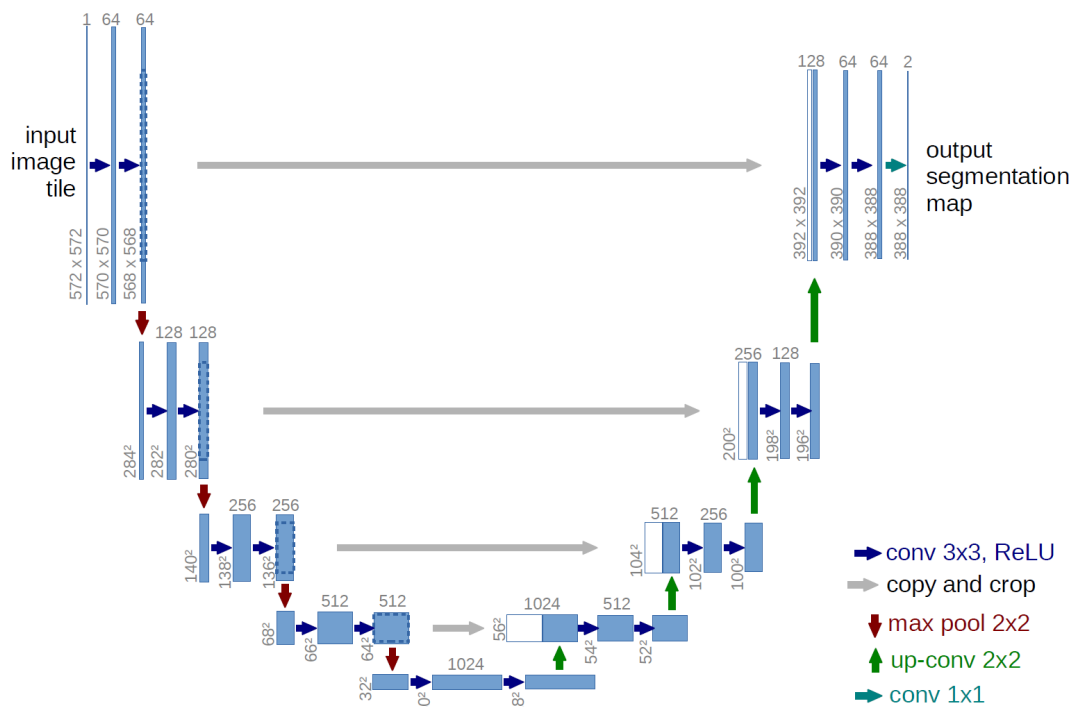 1 64 64
128
64 64 2
input
image
tile
output
segmentation
map
572 x 572
570 x 570
568 x 568
392 x 392
390 x 390
388 x 388
388 x 388
128 128
256 128
284²
282²
280²
200²
198²
196²
256 256
512 256
140²
138²
136²
104²
102²
100²
512 512
1024 512
68²
66²
64²
56²
54²
52²
1024
32²
0²
8²
conv 3x3, ReLU
copy and crop
max pool 2x2
up-conv 2x2
conv 1x1